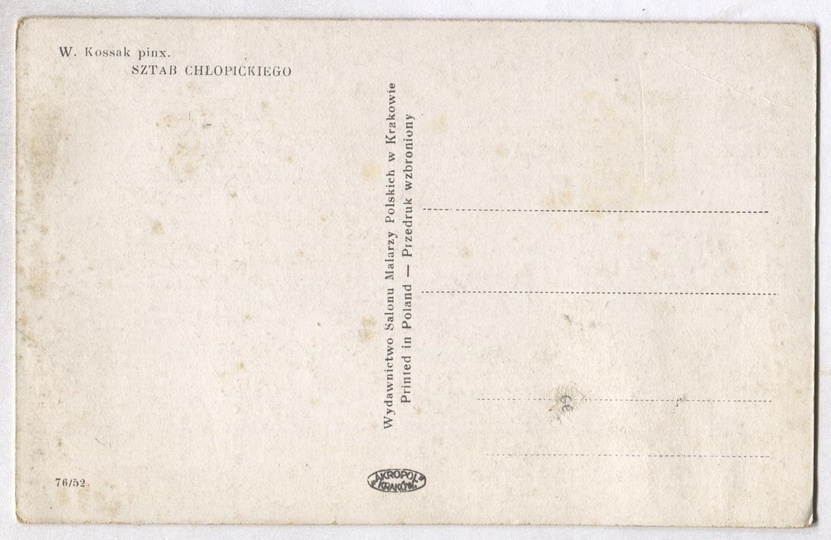 W. Kossak pinx.
SZTAB CHŁOPICKIEGO
Wydawnictwo Salonu Malarzy Polskich w Krakowie
Printed in Poland — Przedruk wzbroniony
76/52
"AKROPOL"
KRAKÓW